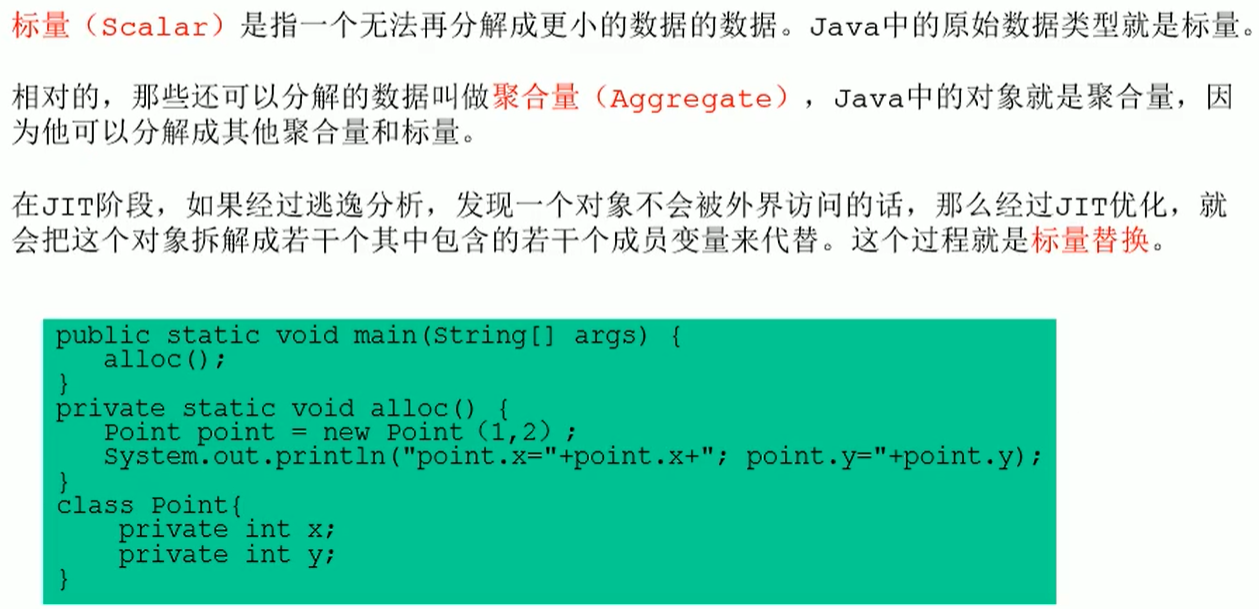 标量（Scalar）是指一个无法再分解成更小的数据的数据。Java中的原始数据类型就是标量。
相对的，那些还可以分解的数据叫做聚合量（Aggregate），Java中的对象就是聚合量，因
为他可以分解成其他聚合量和标量。
在JIT阶段，如果经过逃逸分析，发现一个对象不会被外界访问的话，那么经过JIT优化，就
会把这个对象拆解成若干个其中包含的若干个成员变量来代替。这个过程就是标量替换。
public static void main(String[] args) {
   alloc();
}
private static void alloc() {
   Point point = new Point（1,2）;
   System.out.println("point.x="+point.x+"; point.y="+point.y);
}
class Point{
    private int x;
    private int y;
}